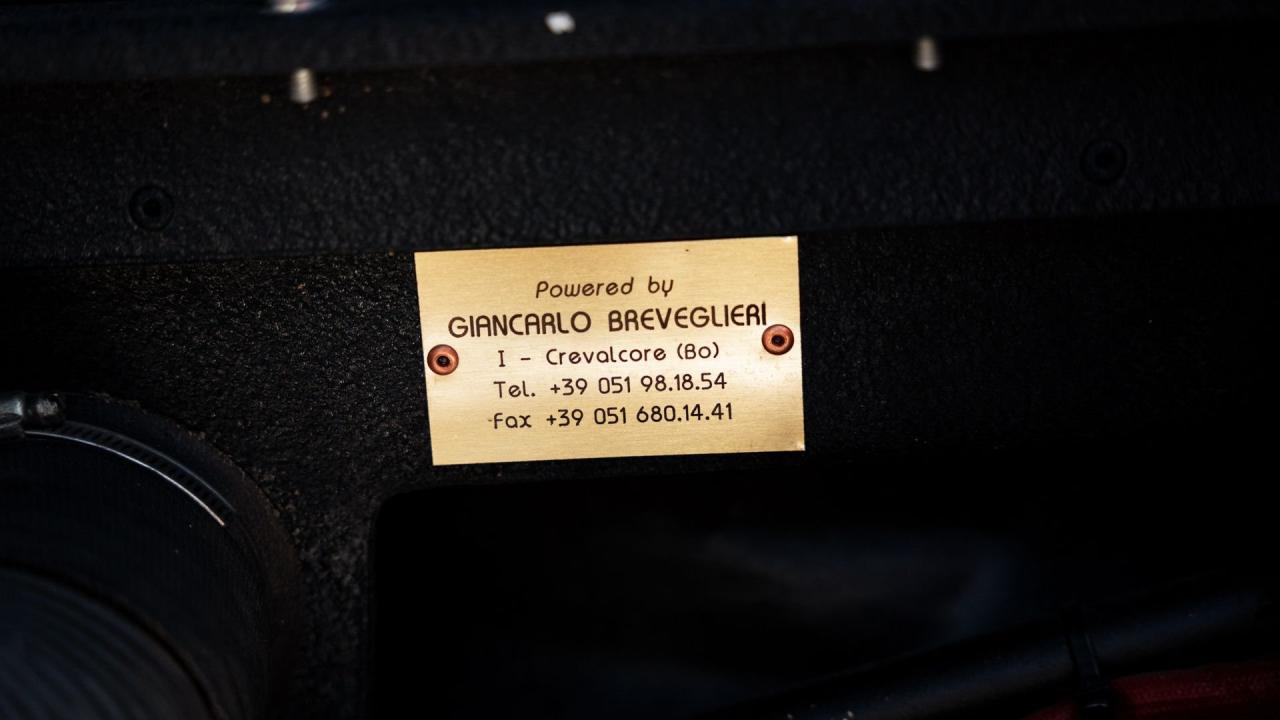 Powered by
GIANCARLO BREVEGLIERI
I - Crevalcore (Bo)
Tel. +39 051 98.18.54
Fax +39 051 680.14.41